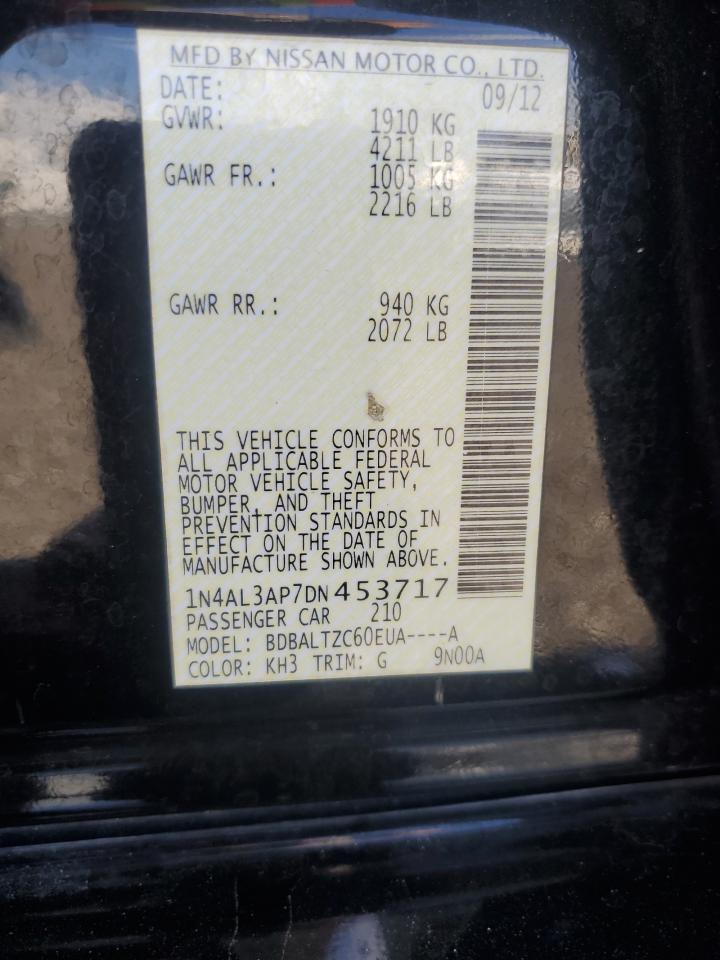 MFD BY NISSAN MOTOR CO., LTD.
DATE: 09/12
GVWR: 1910 KG
4211 LB
GAWR FR.: 1005 KG
2216 LB
GAWR RR.: 940 KG
2072 LB
THIS VEHICLE CONFORMS TO
ALL APPLICABLE FEDERAL
MOTOR VEHICLE SAFETY,
BUMPER, AND THEFT
PREVENTION STANDARDS IN
EFFECT ON THE DATE OF
MANUFACTURE SHOWN ABOVE.
1N4AL3AP7DN453717
PASSENGER CAR 210
MODEL: BDBALTZC60EUA----A
COLOR: KH3 TRIM: G 9N00A